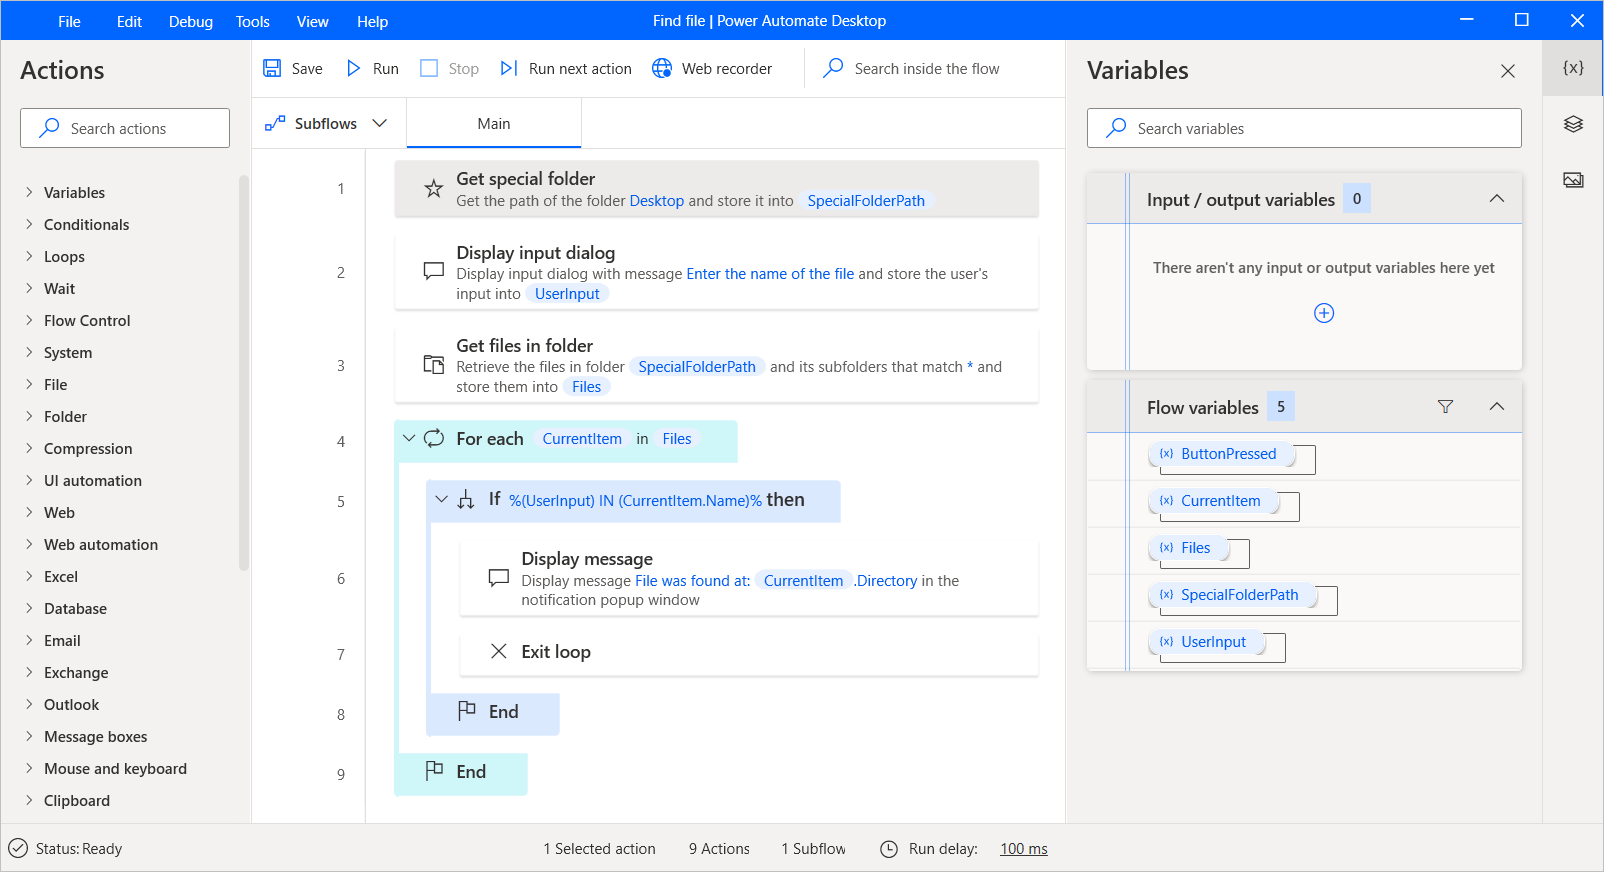 File Edit Debug Tools View Help Find file | Power Automate Desktop
Actions
Search actions
Variables
Conditionals
Loops
Wait
Flow Control
System
File
Folder
Compression
UI automation
Web
Web automation
Excel
Database
Email
Exchange
Outlook
Message boxes
Mouse and keyboard
Clipboard
Save Run Stop Run next action Web recorder Search inside the flow
Subflows Main
1 Get special folder
Get the path of the folder Desktop and store it into SpecialFolderPath
2 Display input dialog
Display input dialog with message Enter the name of the file and store the user's
input into UserInput
3 Get files in folder
Retrieve the files in folder SpecialFolderPath and its subfolders that match * and
store them into Files
4 For each CurrentItem in Files
5 If %(UserInput) IN (CurrentItem.Name)% then
6 Display message
Display message File was found at: CurrentItem .Directory in the
notification popup window
7 Exit loop
8 End
9 End
Variables
{x}
Search variables
Input / output variables 0
There aren't any input or output variables here yet
Flow variables 5
{x} ButtonPressed
{x} CurrentItem
{x} Files
{x} SpecialFolderPath
{x} UserInput
Status: Ready 1 Selected action 9 Actions 1 Subflow Run delay: 100 ms